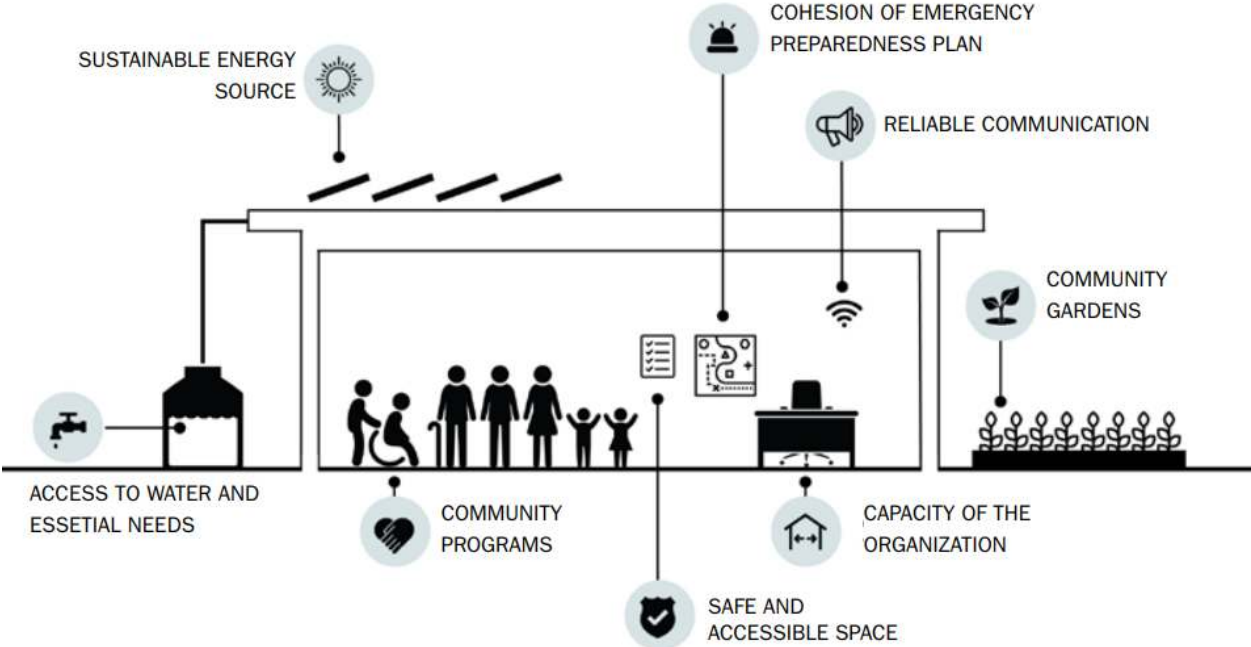 COHESION OF EMERGENCY
PREPAREDNESS PLAN
SUSTAINABLE ENERGY
SOURCE
RELIABLE COMMUNICATION
COMMUNITY
GARDENS
ACCESS TO WATER AND
ESSETIAL NEEDS
COMMUNITY
PROGRAMS
CAPACITY OF THE
ORGANIZATION
SAFE AND
ACCESSIBLE SPACE